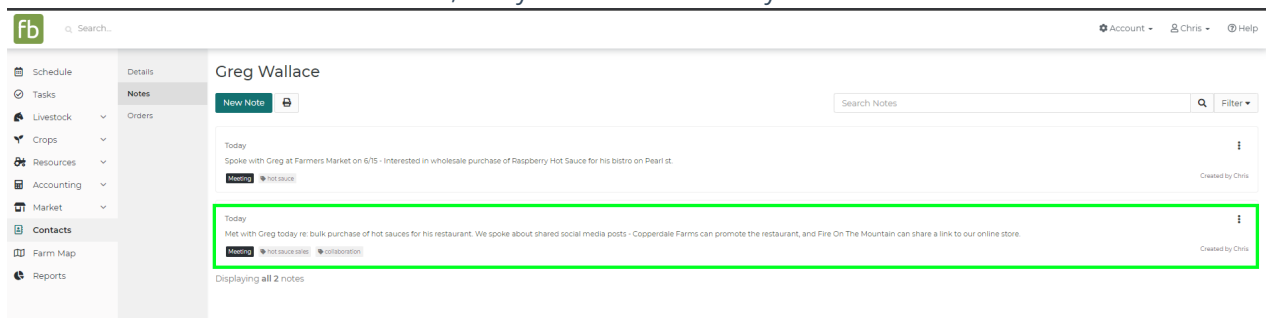 fb
Search...
Account
Chris
Help
Schedule
Tasks
Livestock
Crops
Resources
Accounting
Market
Contacts
Farm Map
Reports
Details
Notes
Orders
Greg Wallace
New Note
Search Notes
Filter
Today
Spoke with Greg at Farmers Market on 6/15 - Interested in wholesale purchase of Raspberry Hot Sauce for his bistro on Pearl st.
Meeting hot sauce
Created by Chris
Today
Met with Greg today re: bulk purchase of hot sauces for his restaurant. We spoke about shared social media posts - Copperdale Farms can promote the restaurant, and Fire On The Mountain can share a link to our online store.
Meeting hot sauce sales collaboration
Created by Chris
Displaying all 2 notes